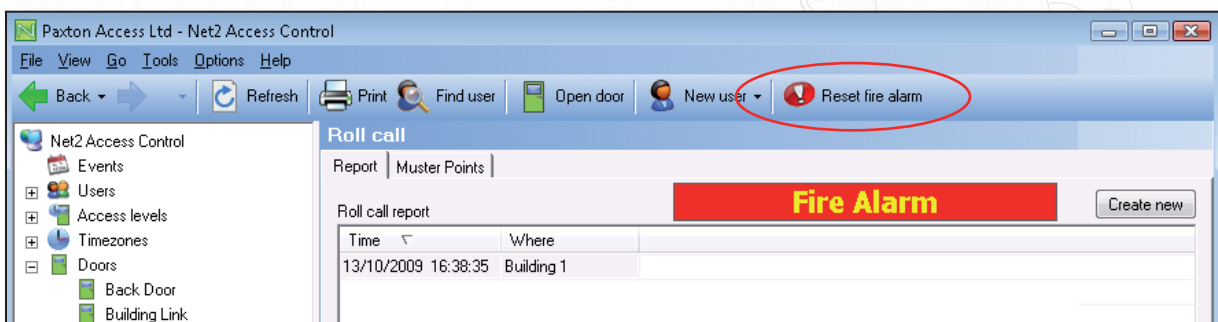 Paxton Access Ltd - Net2 Access Control
File View Go Tools Options Help
Back Refresh Print Find user Open door New user Reset fire alarm
Net2 Access Control
Events
Users
Access levels
Timezones
Doors
Back Door
Building Link
Roll call
Report Muster Points
Roll call report Fire Alarm Create new
Time Where
13/10/2009 16:38:35 Building 1